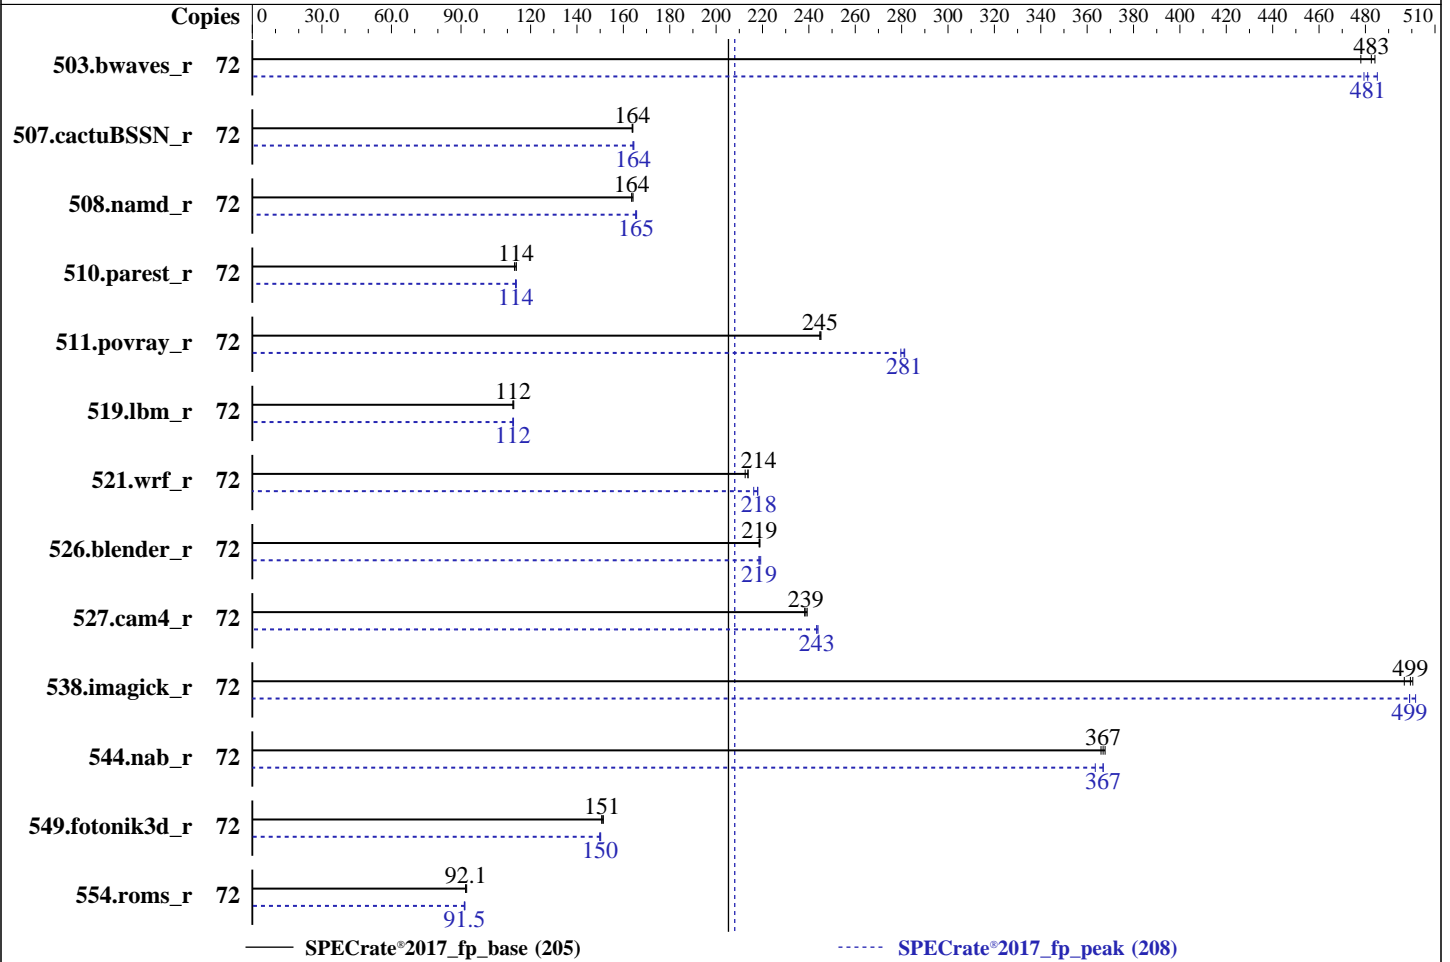 Copies 0 30.0 60.0 90.0 120 140 160 180 200 220 240 260 280 300 320 340 360 380 400 420 440 460 480 510
503.bwaves_r 72 483
481
507.cactuBSSN_r 72 164
164
508.namd_r 72 164
165
510.parest_r 72 114
114
511.povray_r 72 245
281
519.lbm_r 72 112
112
521.wrf_r 72 214
218
526.blender_r 72 219
219
527.cam4_r 72 239
243
538.imagick_r 72 499
499
544.nab_r 72 367
367
549.fotonik3d_r 72 151
150
554.roms_r 72 92.1
91.5
SPECrate®2017_fp_base (205) SPECrate®2017_fp_peak (208)